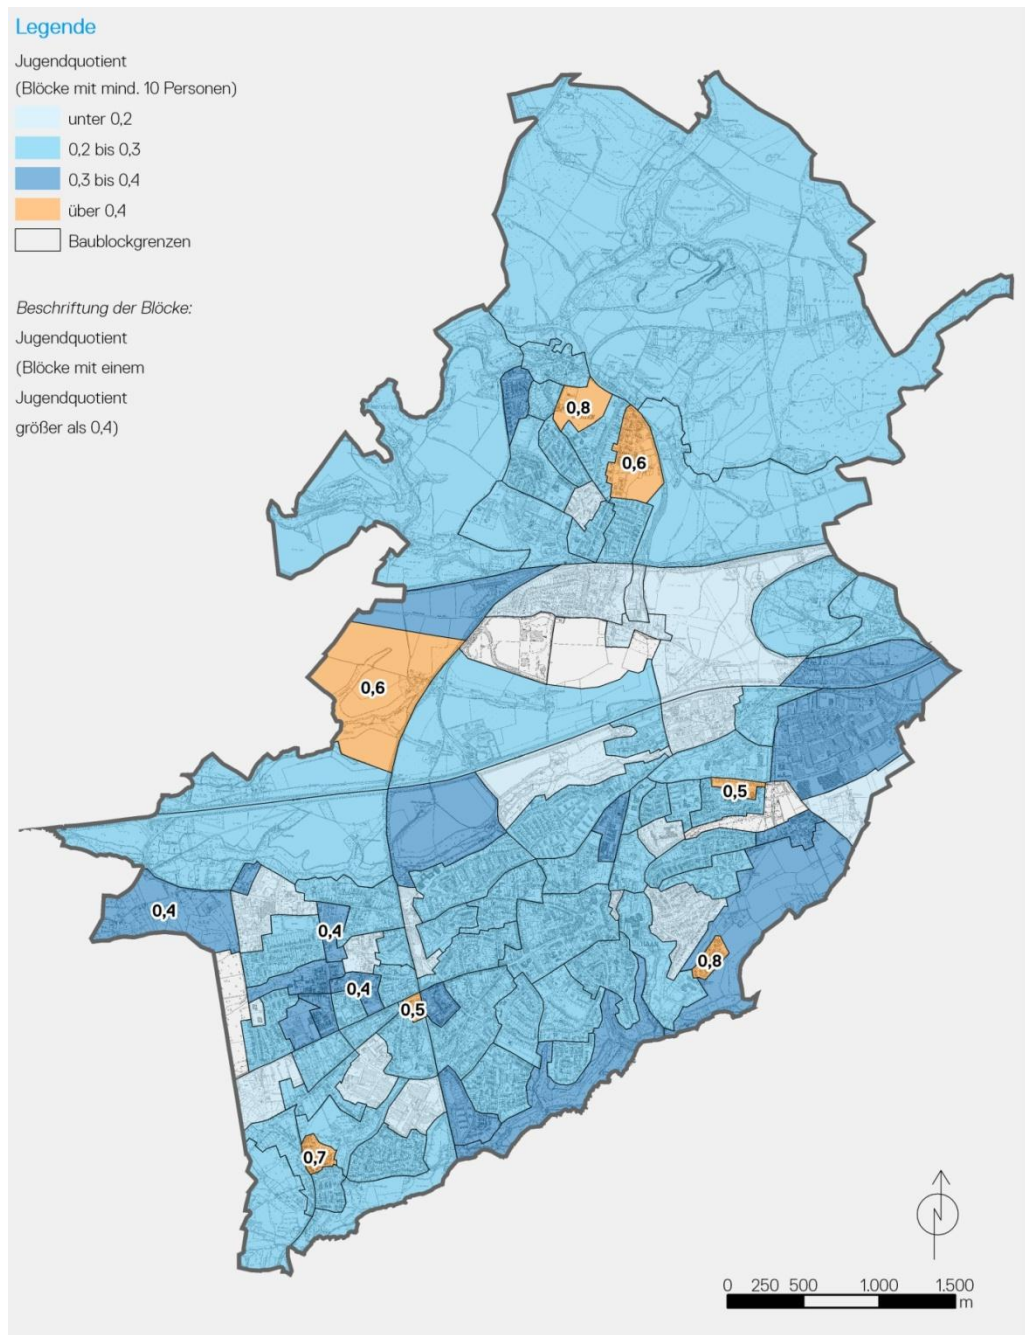 Legende
Jugendquotient
(Blöcke mit mind. 10 Personen)
unter 0,2
0,2 bis 0,3
0,3 bis 0,4
über 0,4
Baublockgrenzen
Beschriftung der Blöcke:
Jugendquotient
(Blöcke mit einem
Jugendquotient
größer als 0,4)
0,8
0,6
0,6
0,5
0,4
0,4
0,8
0,4
0,5
0,7
N
0 250 500 1.000 1.500
m